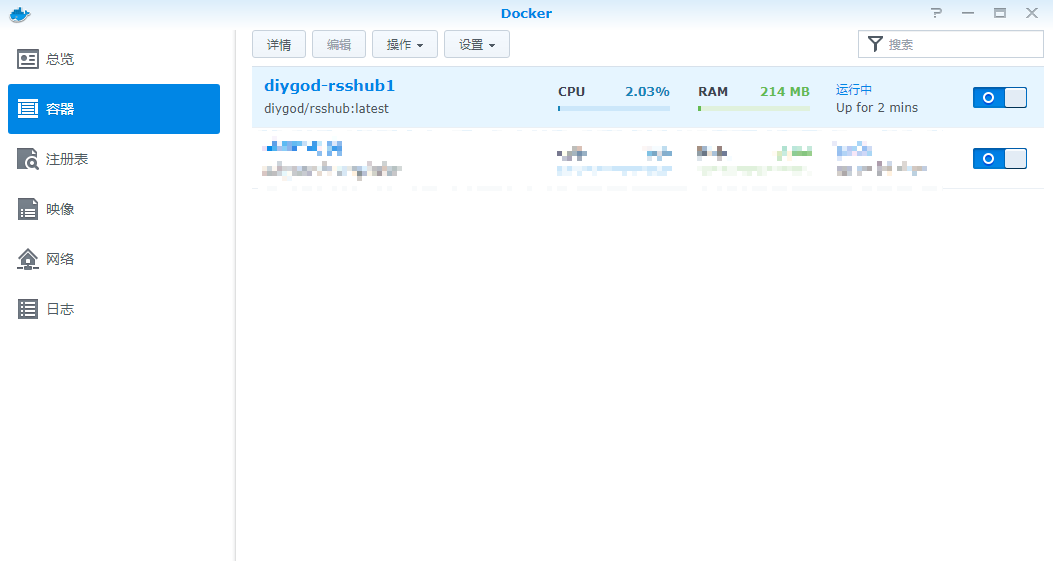 Docker
总览
容器
注册表
映像
网络
日志
详情 编辑 操作 设置 搜索
diygod-rsshub1
diygod/rsshub:latest
CPU 2.03%
RAM 214 MB
运行中
Up for 2 mins